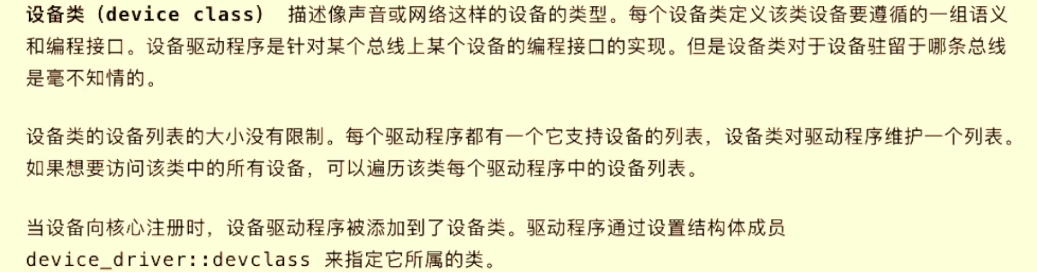 设备类（device class） 描述像声音或网络这样的设备的类型。每个设备类定义该类设备要遵循的一组语义
和编程接口。设备驱动程序是针对某个总线上某个设备的编程接口的实现。但是设备类对于设备驻留于哪条总线
是毫不知情的。
设备类的设备列表的大小没有限制。每个驱动程序都有一个它支持设备的列表，设备类对驱动程序维护一个列表。
如果想要访问该类中的所有设备，可以遍历该类每个驱动程序中的设备列表。
当设备向核心注册时，设备驱动程序被添加到了设备类。驱动程序通过设置结构体成员
device_driver::devclass 来指定它所属的类。